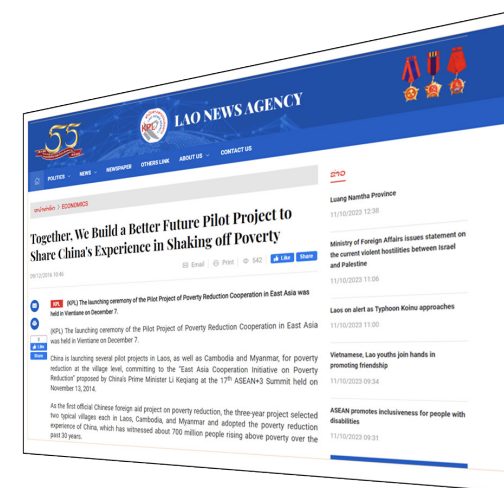 55
KPL
LAO NEWS AGENCY
POLITICS
NEWS
NEWSPAPER
OTHERS LINK
ABOUT US
CONTACT US
> ECONOMICS
Together, We Build a Better Future Pilot Project to
Share China's Experience in Shaking off Poverty
09/12/2016 10:46
Email
Print
542
Like
Share
KPL (KPL) The launching ceremony of the Pilot Project of Poverty Reduction Cooperation in East Asia was
held in Vientiane on December 7.
0
Like
Share
(KPL) The launching ceremony of the Pilot Project of Poverty Reduction Cooperation in East Asia
was held in Vientiane on December 7.
China is launching several pilot projects in Laos, as well as Cambodia and Myanmar, for poverty
reduction at the village level, committing to the "East Asia Cooperation Initiative on Poverty
Reduction" proposed by China's Prime Minister Li Keqiang at the 17th ASEAN+3 Summit held on
November 13, 2014.
As the first official Chinese foreign aid project on poverty reduction, the three-year project selected
two typical villages each in Laos, Cambodia, and Myanmar and adopted the poverty reduction
experience of China, which has witnessed about 700 million people rising above poverty over the
past 30 years.
ຂ່າວ
Luang Namtha Province
11/10/2023 12:38
Ministry of Foreign Affairs issues statement on
the current violent hostilities between Israel
and Palestine
11/10/2023 11:06
Laos on alert as Typhoon Koinu approaches
11/10/2023 11:00
Vietnamese, Lao youths join hands in
promoting friendship
11/10/2023 09:34
ASEAN promotes inclusiveness for people with
disabilities
11/10/2023 09:31